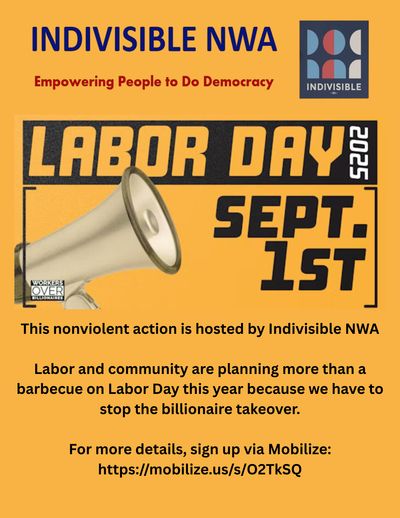 INDIVISIBLE NWA
Empowering People to Do Democracy
INDIVISIBLE
LABOR DAY 2025
SEPT.
1ST
WORKERS
OVER
BILLIONAIRES
This nonviolent action is hosted by Indivisible NWA
Labor and community are planning more than a
barbecue on Labor Day this year because we have to
stop the billionaire takeover.
For more details, sign up via Mobilize:
https://mobilize.us/s/O2TkSQ